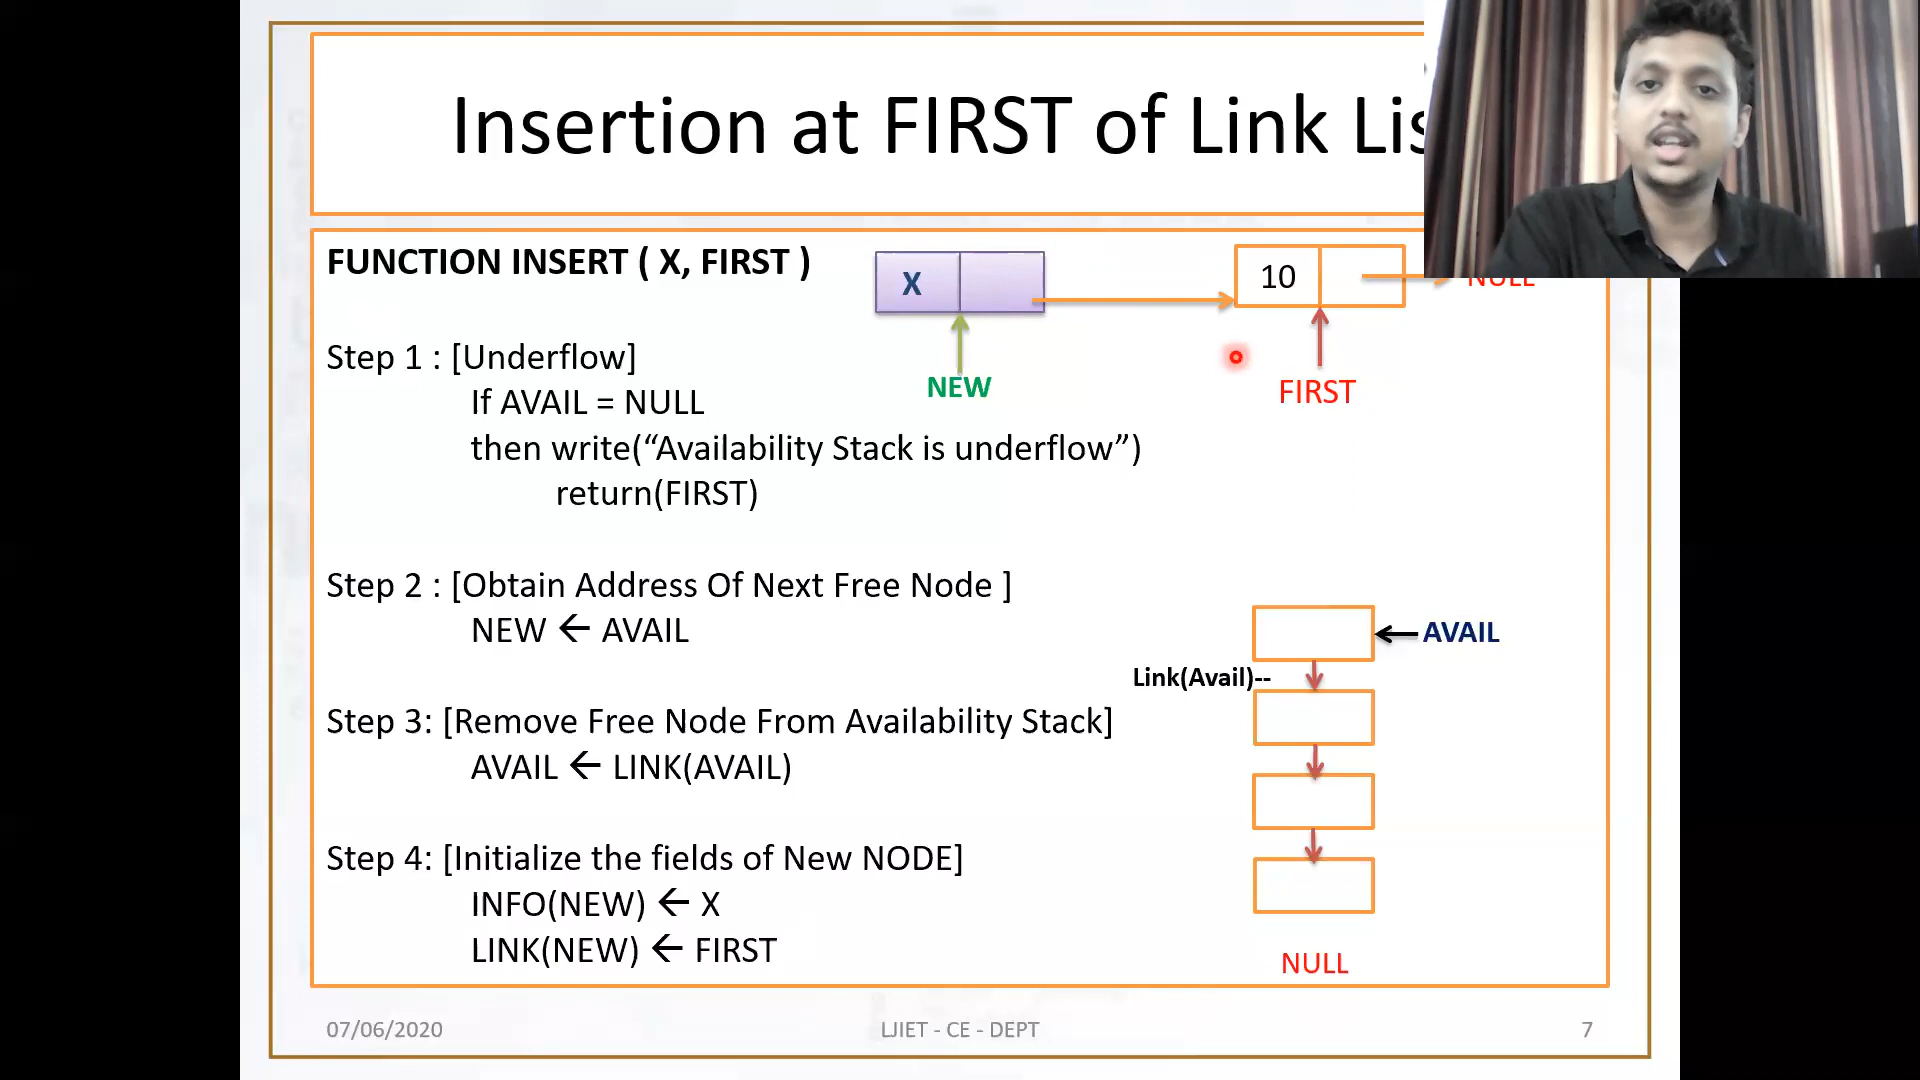 Insertion at FIRST of Link Lis
FUNCTION INSERT ( X, FIRST )
X
10
NULL
NEW
FIRST
Step 1 : [Underflow]
If AVAIL = NULL
then write(“Availability Stack is underflow”)
return(FIRST)
Step 2 : [Obtain Address Of Next Free Node ]
NEW ← AVAIL
AVAIL
Link(Avail)--
Step 3: [Remove Free Node From Availability Stack]
AVAIL ← LINK(AVAIL)
Step 4: [Initialize the fields of New NODE]
INFO(NEW) ← X
LINK(NEW) ← FIRST
NULL
07/06/2020
LJIET - CE - DEPT
7